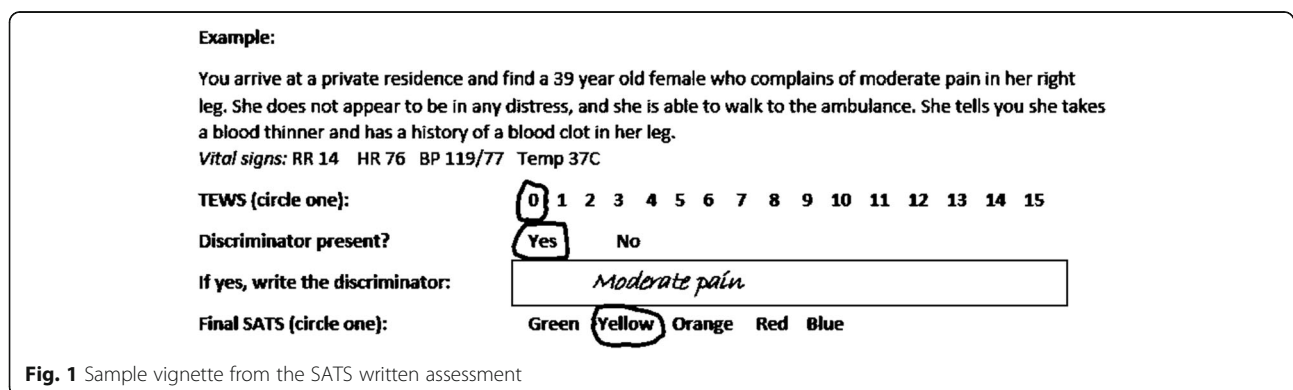 Example:
You arrive at a private residence and find a 39 year old female who complains of moderate pain in her right
leg. She does not appear to be in any distress, and she is able to walk to the ambulance. She tells you she takes
a blood thinner and has a history of a blood clot in her leg.
Vital signs: RR 14 HR 76 BP 119/77 Temp 37C
TEWS (circle one): 0 1 2 3 4 5 6 7 8 9 10 11 12 13 14 15
Discriminator present? Yes No
If yes, write the discriminator: Moderate pain
Final SATS (circle one): Green Yellow Orange Red Blue
Fig. 1 Sample vignette from the SATS written assessment